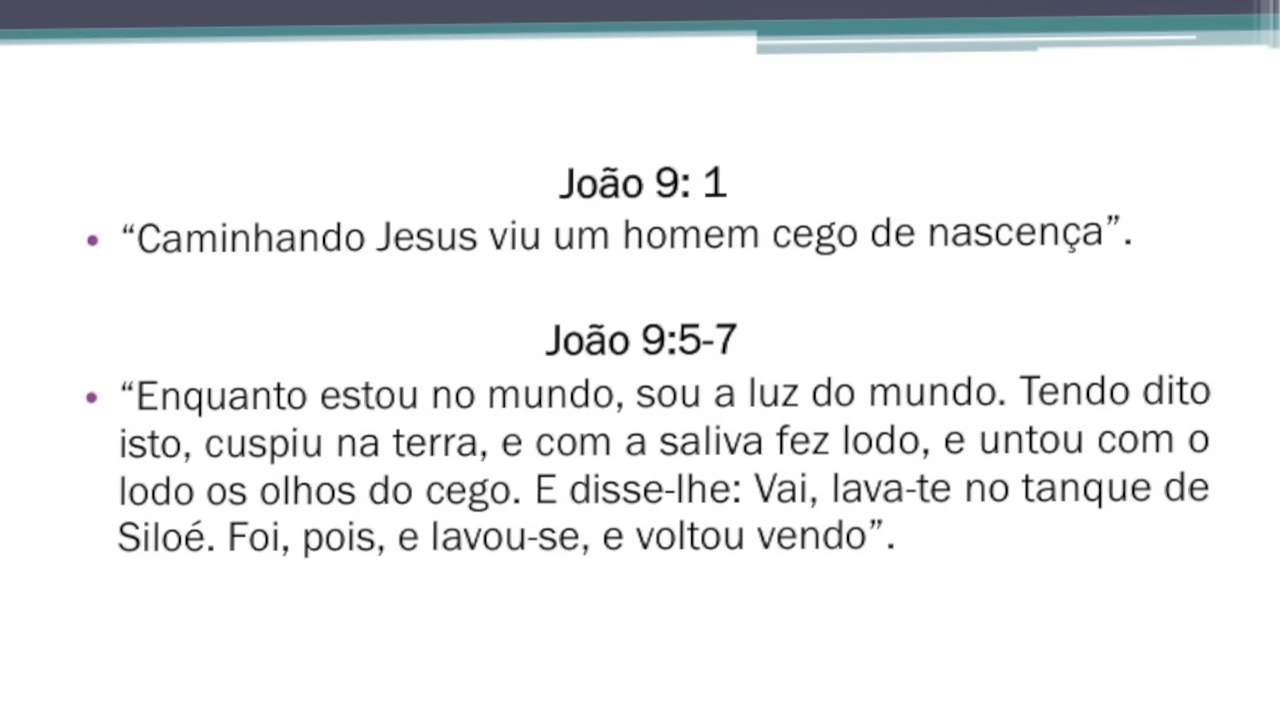 João 9: 1
• “Caminhando Jesus viu um homem cego de nascença”.
João 9:5-7
• “Enquanto estou no mundo, sou a luz do mundo. Tendo dito
isto, cuspiu na terra, e com a saliva fez lodo, e untou com o
lodo os olhos do cego. E disse-lhe: Vai, lava-te no tanque de
Siloé. Foi, pois, e lavou-se, e voltou vendo”.